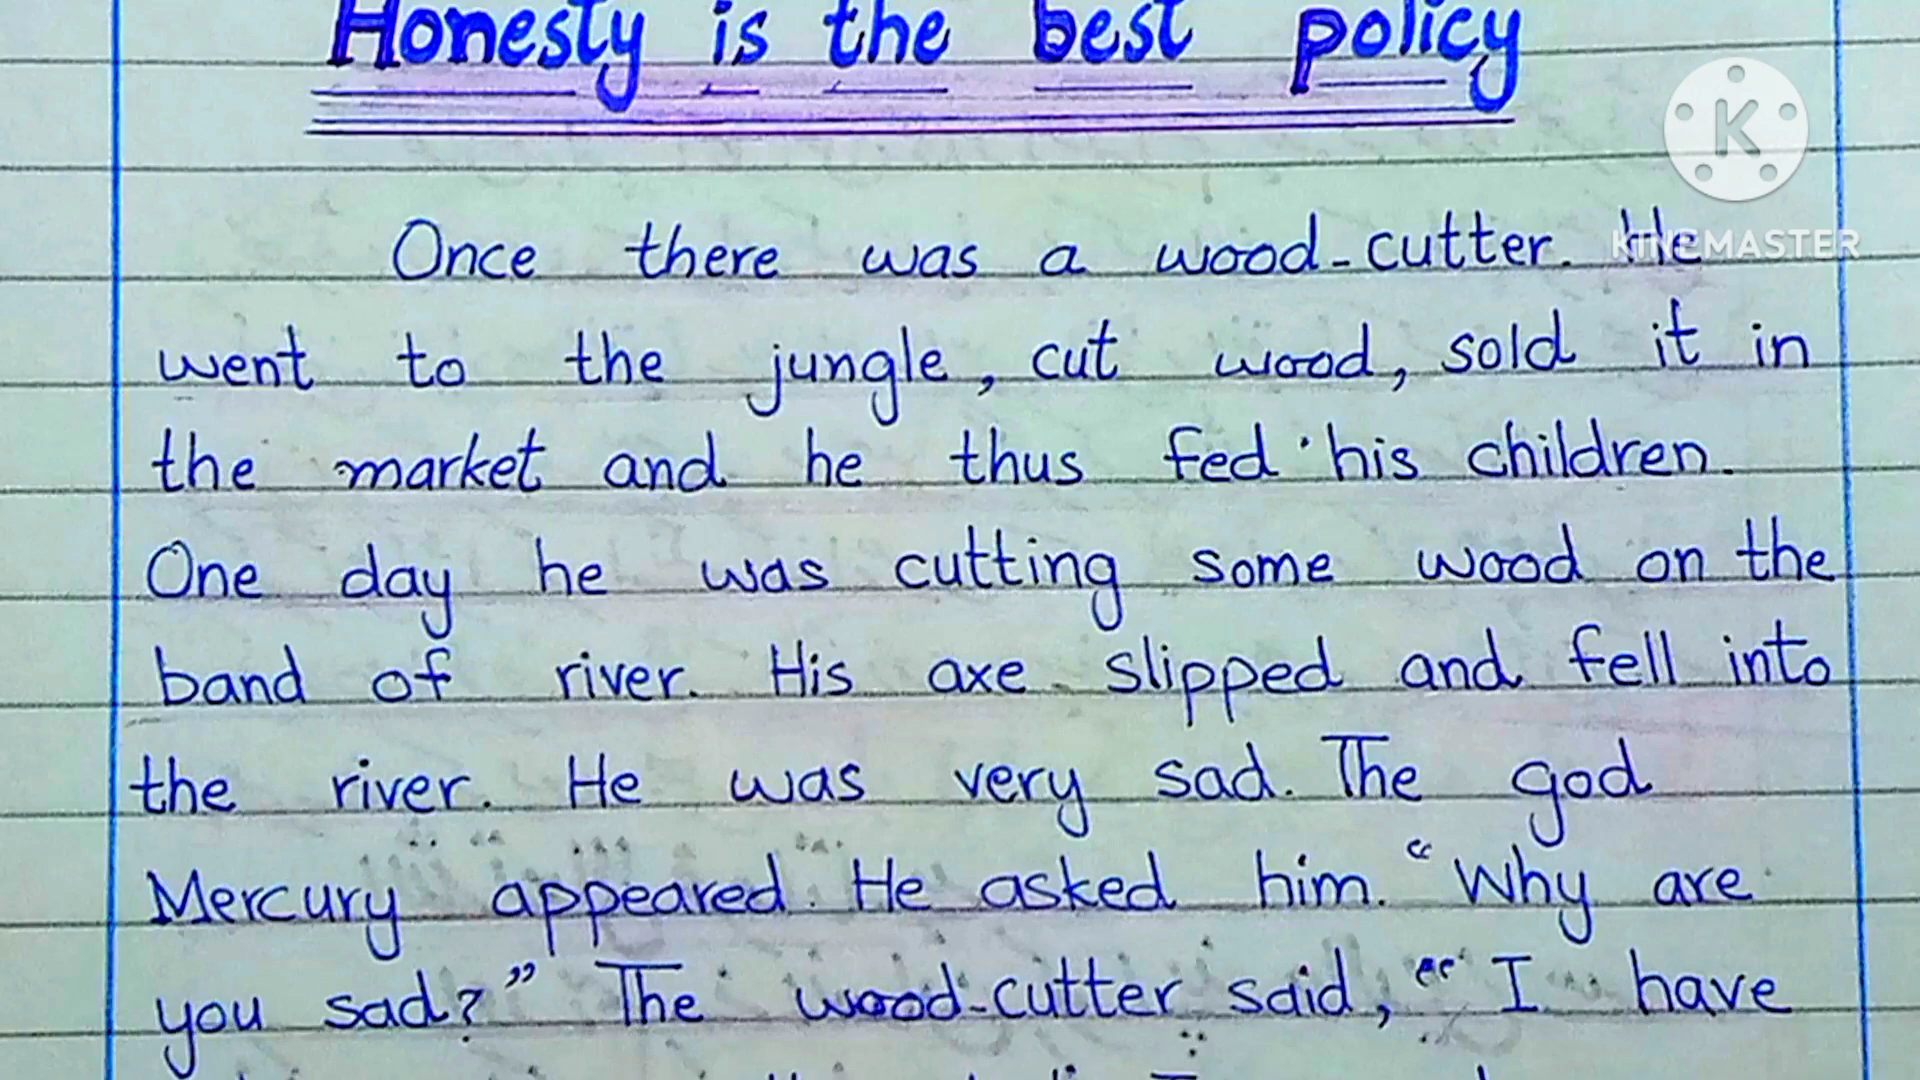 Honesty is the best policy
K
KINEMASTER
Once there was a wood-cutter. He
went to the jungle, cut wood, sold it in
the market and he thus fed his children.
One day he was cutting some wood on the
band of river. His axe slipped and fell into
the river. He was very sad. The god
Mercury appeared. He asked him. "Why are
you sad?" The wood-cutter said, "I have